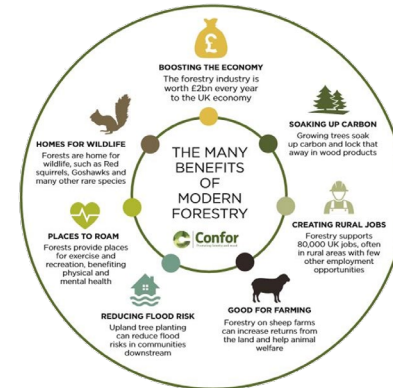 £
BOOSTING THE ECONOMY
The forestry industry is
worth £2bn every year
to the UK economy
SOAKING UP CARBON
Growing trees soak
up carbon and lock that
away in wood products
CREATING RURAL JOBS
Forestry supports
80,000 UK jobs, often
in rural areas with few
other employment
opportunities
GOOD FOR FARMING
Forestry on sheep farms
can increase returns from
the land and help animal
welfare
REDUCING FLOOD RISK
Upland tree planting
can reduce flood
risks in communities
downstream
PLACES TO ROAM
Forests provide places
for exercise and
recreation, benefiting
physical and
mental health
HOMES FOR WILDLIFE
Forests are home for
wildlife, such as Red
squirrels, Goshawks and
many other rare species
THE MANY
BENEFITS
OF
MODERN
FORESTRY
Confor